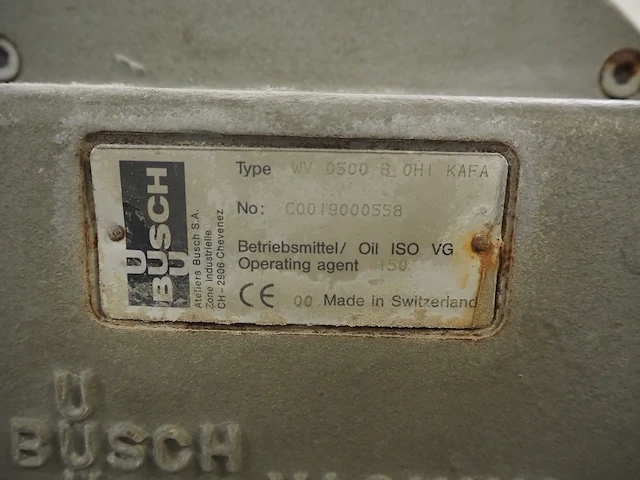 Type WV 0500 B OH1 KAFA
No: C0019000558
Betriebsmittel/ Oil ISO VG
Operating agent 150
CE 00 Made in Switzerland
BUSCH
Ateliers Busch S.A.
Zone Industrielle
CH - 2906 Chevenez
BUSCH